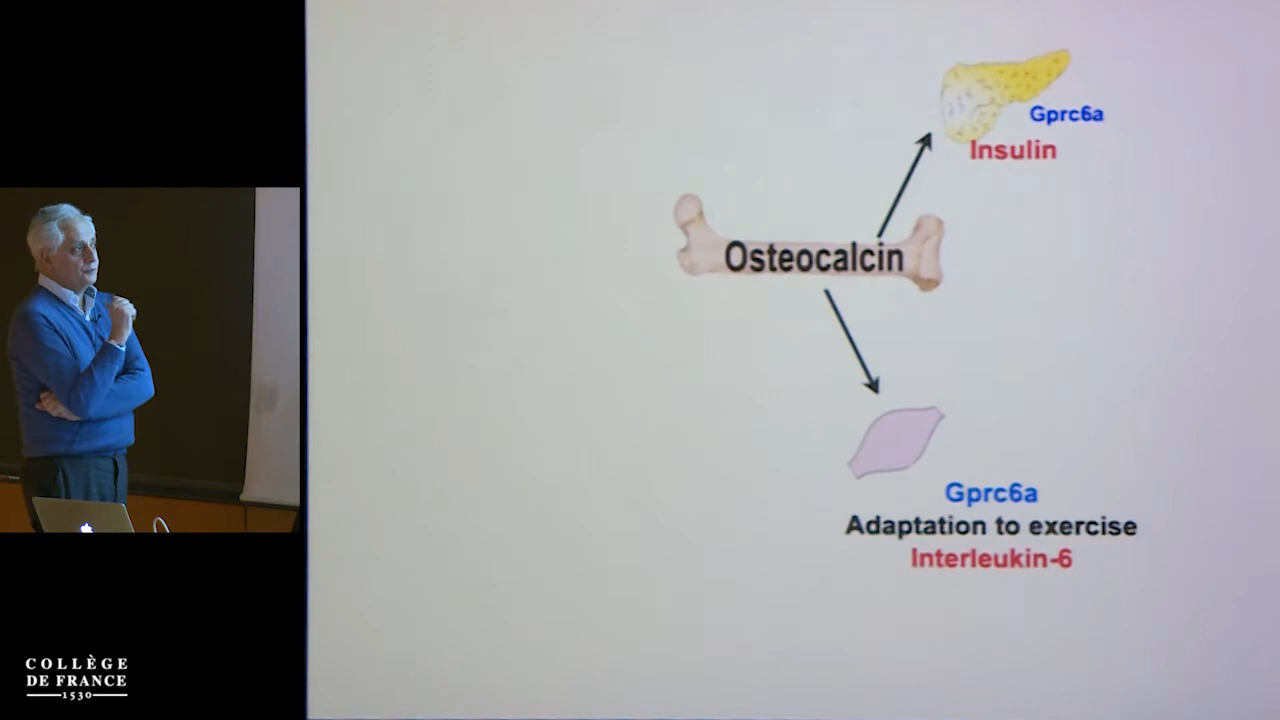 Gprc6a
Insulin
Osteocalcin
Gprc6a
Adaptation to exercise
Interleukin-6
COLLÈGE
DE FRANCE
1530